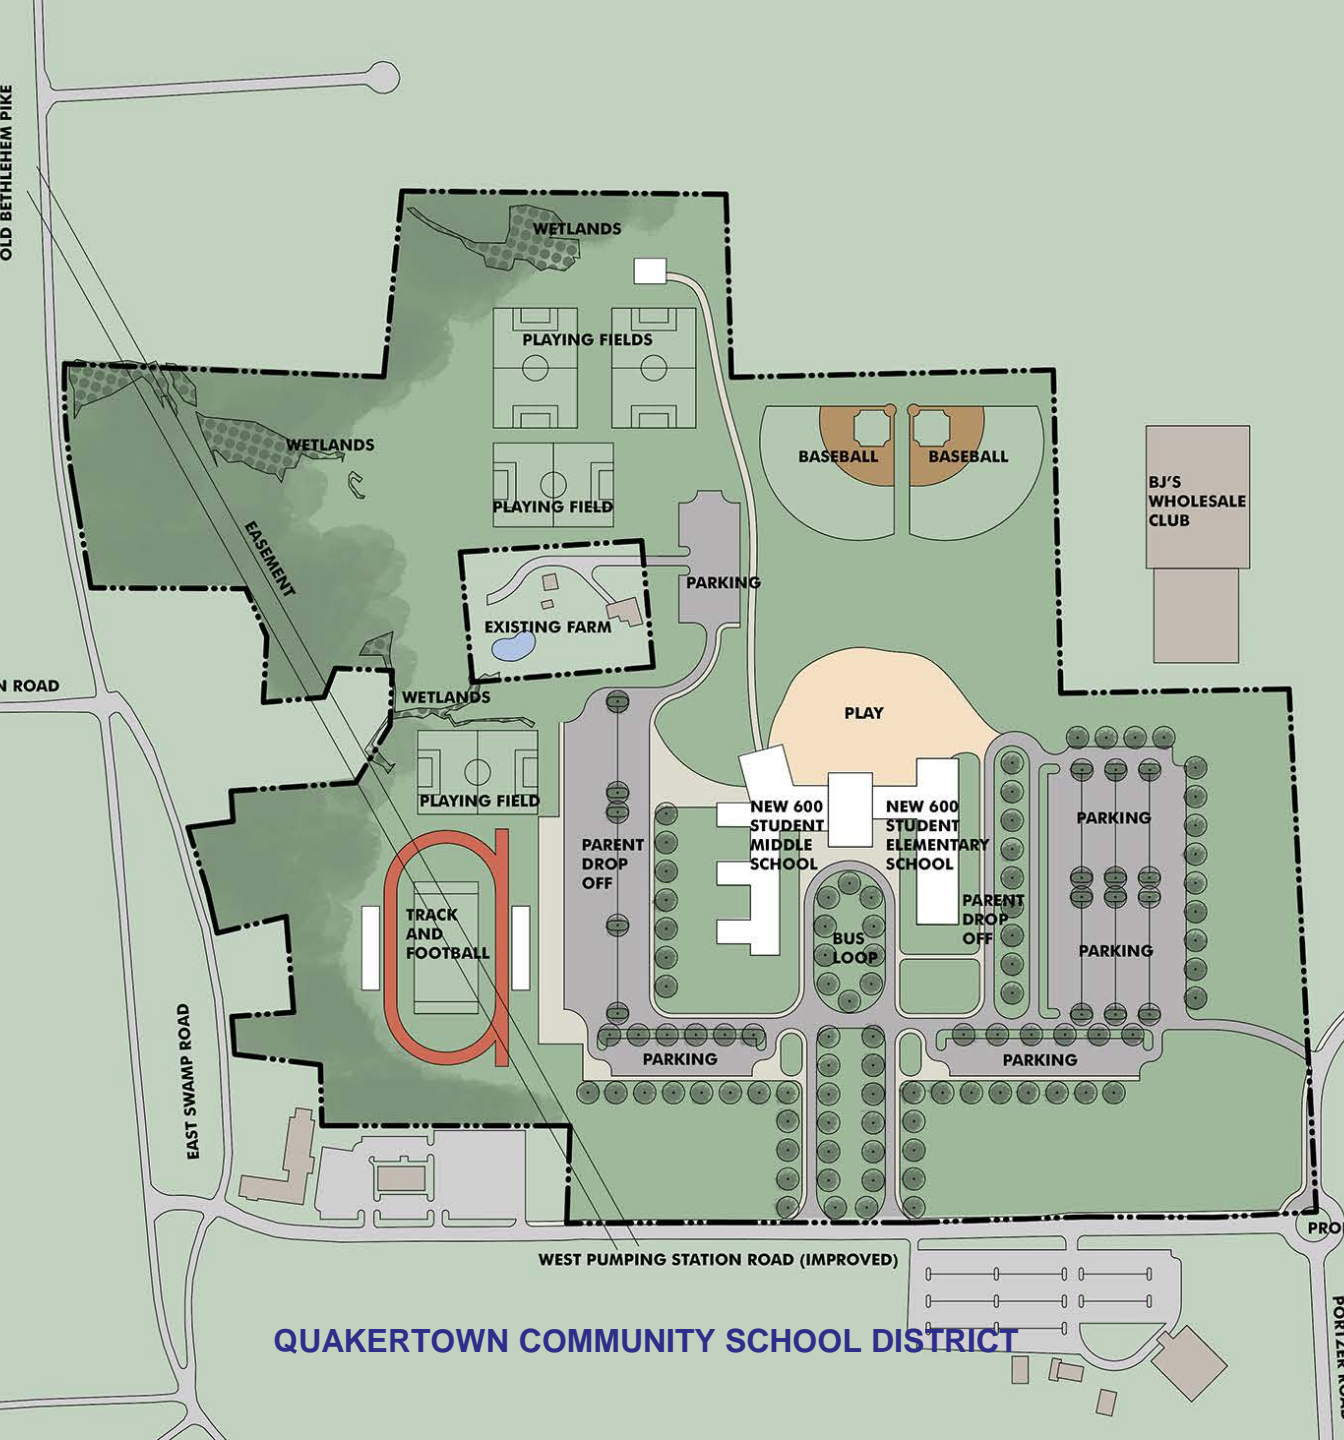 OLD BETHLEHEM PIKE
WETLANDS
PLAYING FIELDS
WETLANDS
BASEBALL
BASEBALL
BJ'S
WHOLESALE
CLUB
PLAYING FIELD
EASEMENT
PARKING
EXISTING FARM
N ROAD
WETLANDS
PLAY
PLAYING FIELD
NEW 600
STUDENT
MIDDLE
SCHOOL
NEW 600
STUDENT
ELEMENTARY
SCHOOL
PARKING
PARENT
DROP
OFF
PARENT
DROP
OFF
TRACK
AND
FOOTBALL
BUS
LOOP
PARKING
PARKING
PARKING
EAST SWAMP ROAD
WEST PUMPING STATION ROAD (IMPROVED)
PRO
PORTZER ROAD
QUAKERTOWN COMMUNITY SCHOOL DISTRICT